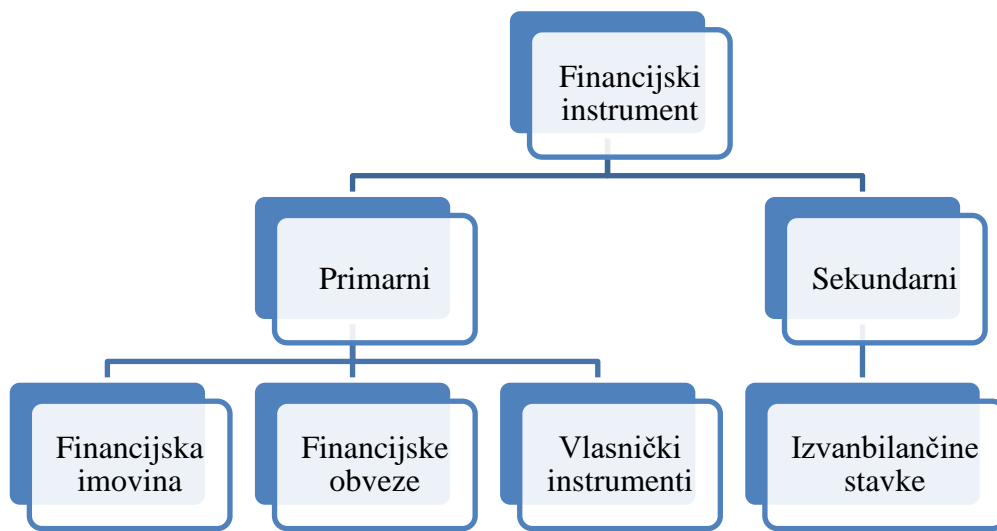 Financijski
instrument
Primarni
Sekundarni
Financijska
imovina
Financijske
obveze
Vlasnički
instrumenti
Izvanbilančine
stavke